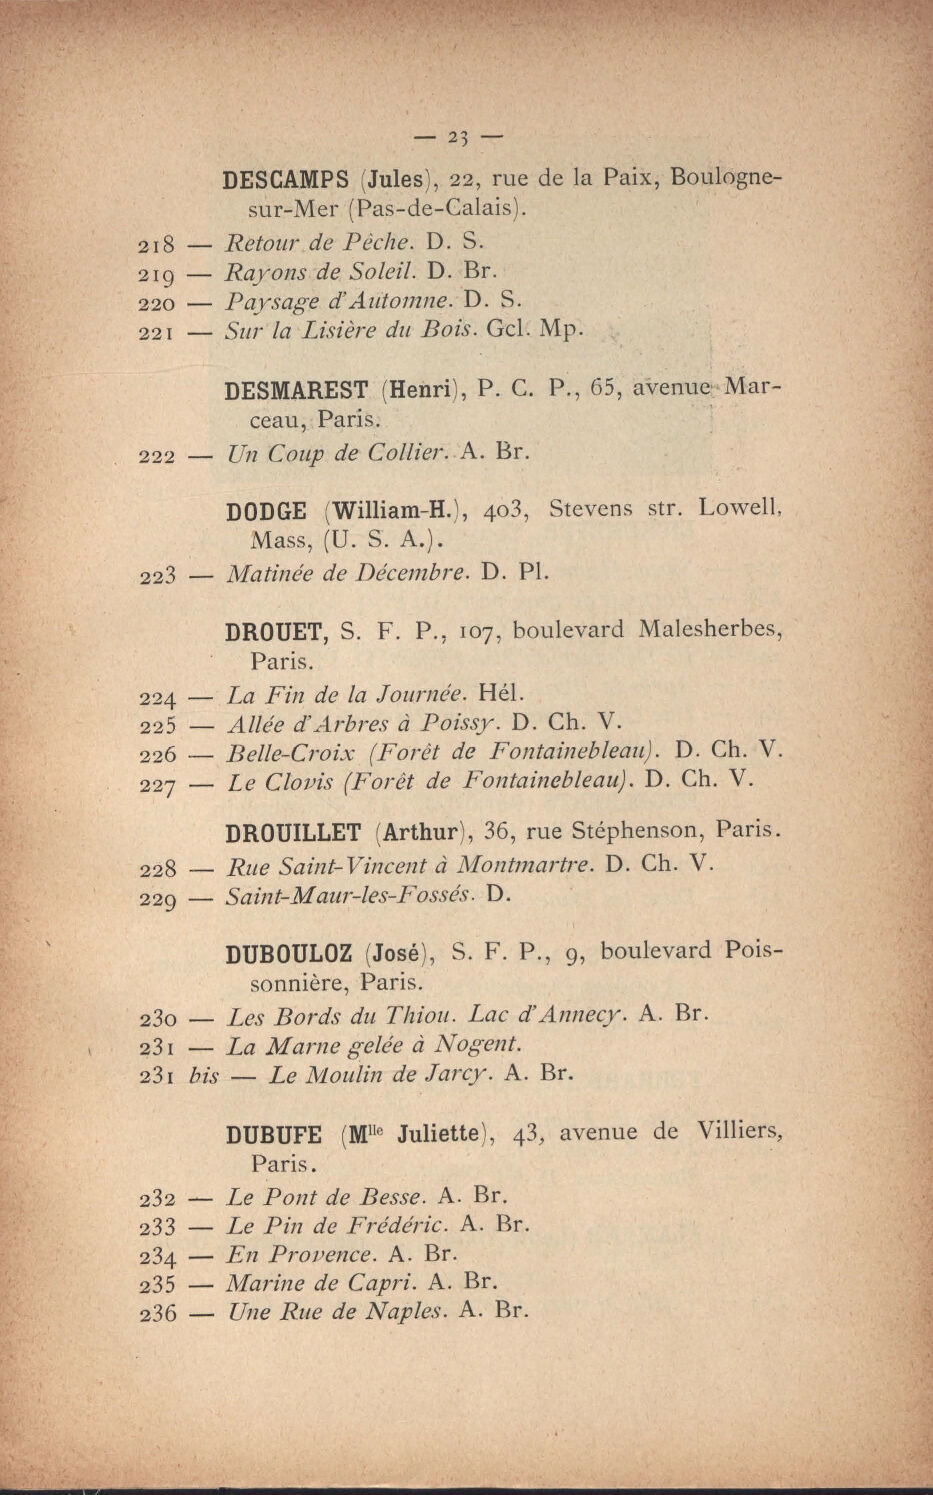 — 23 —
DESCAMPS (Jules), 22, rue de la Paix, Boulogne-
sur-Mer (Pas-de-Calais).
218 — Retour de Pêche. D. S.
219 — Rayons de Soleil. D. Br.
220 — Paysage d'Automne. D. S.
221 — Sur la Lisière du Bois. Gcl. Mp.
DESMAREST (Henri), P. C. P., 65, avenue Mar-
ceau, Paris.
222 — Un Coup de Collier. A. Br.
DODGE (William-H.), 403, Stevens str. Lowell,
Mass, (U. S. A.).
223 — Matinée de Décembre. D. Pl.
DROUET, S. F. P., 107, boulevard Malesherbes,
Paris.
224 — La Fin de la Journée. Hél.
225 — Allée d'Arbres à Poissy. D. Ch. V.
226 — Belle-Croix (Forêt de Fontainebleau). D. Ch. V.
227 — Le Clovis (Forêt de Fontainebleau). D. Ch. V.
DROUILLET (Arthur), 36, rue Stéphenson, Paris.
228 — Rue Saint-Vincent à Montmartre. D. Ch. V.
229 — Saint-Maur-les-Fossés. D.
DUBOULOZ (José), S. F. P., 9, boulevard Pois-
sonnière, Paris.
230 — Les Bords du Thiou. Lac d'Annecy. A. Br.
231 — La Marne gelée à Nogent.
231 bis — Le Moulin de Jarcy. A. Br.
DUBUFE (Mlle Juliette), 43, avenue de Villiers,
Paris.
232 — Le Pont de Besse. A. Br.
233 — Le Pin de Frédéric. A. Br.
234 — En Provence. A. Br.
235 — Marine de Capri. A. Br.
236 — Une Rue de Naples. A. Br.